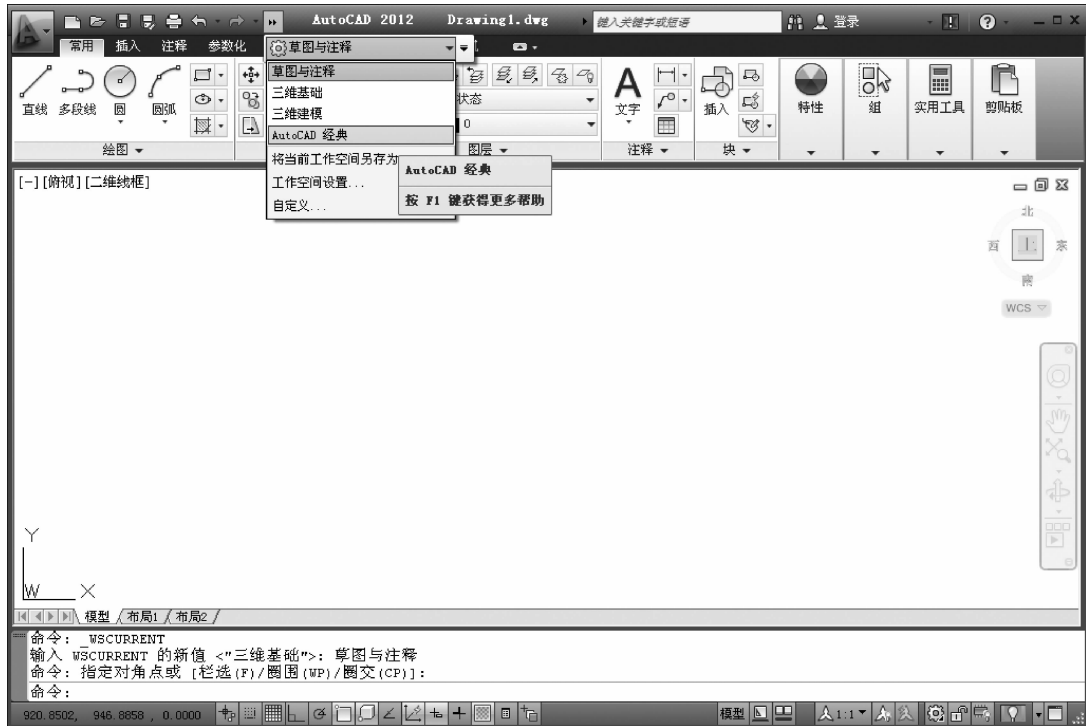 AutoCAD 2012 Drawing1.dwg 键入关键字或短语 登录
常用 插入 注释 参数化 草图与注释
草图与注释
三维基础
三维建模
AutoCAD 经典
将当前工作空间另存为
工作空间设置...
自定义...
AutoCAD 经典
按 F1 键获得更多帮助
直线 多段线 圆 圆弧
状态
0
文字 插入 特性 组 实用工具 剪贴板
绘图 图层 注释 块
[-][俯视][二维线框]
北
西 上 东
南
WCS
Y
W X
模型 布局1 布局2
命令: _WSCURRENT
输入 WSCURRENT 的新值 <"三维基础">: 草图与注释
命令: 指定对角点或 [栏选(F)/圈围(WP)/圈交(CP)]:
命令:
920.8502, 946.8858 , 0.0000 模型 1:1